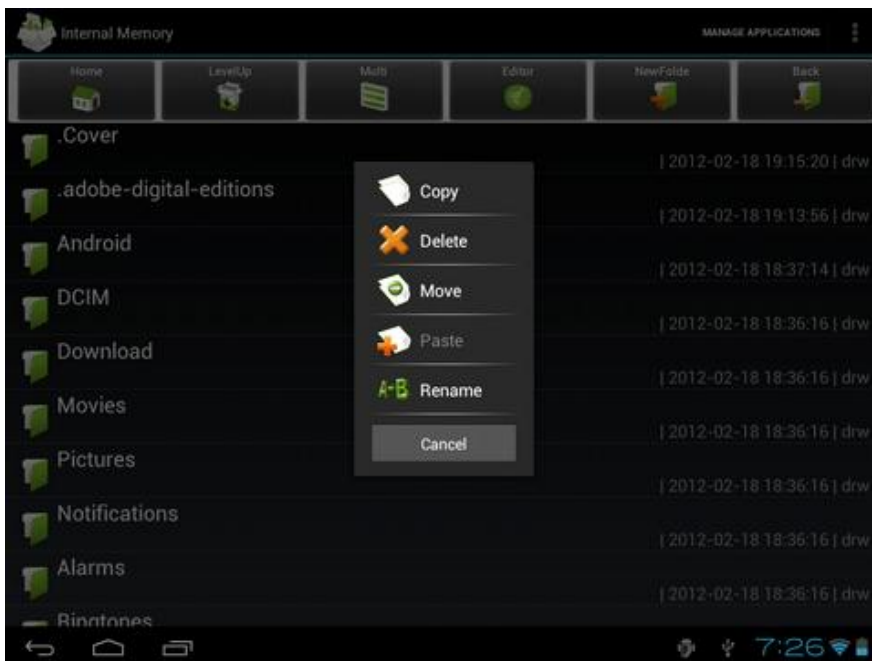 Internal Memory MANAGE APPLICATIONS
Home LevelUp Multi Editor NewFolde Back
.Cover
| 2012-02-18 19:15:20 | drw
.adobe-digital-editions
| 2012-02-18 19:13:56 | drw
Android
| 2012-02-18 18:37:14 | drw
DCIM
| 2012-02-18 18:36:16 | drw
Download
| 2012-02-18 18:36:16 | drw
Movies
| 2012-02-18 18:36:16 | drw
Pictures
| 2012-02-18 18:36:16 | drw
Notifications
| 2012-02-18 18:36:16 | drw
Alarms
| 2012-02-18 18:36:16 | drw
Ringtones
Copy
Delete
Move
Paste
A-B Rename
Cancel
7:26